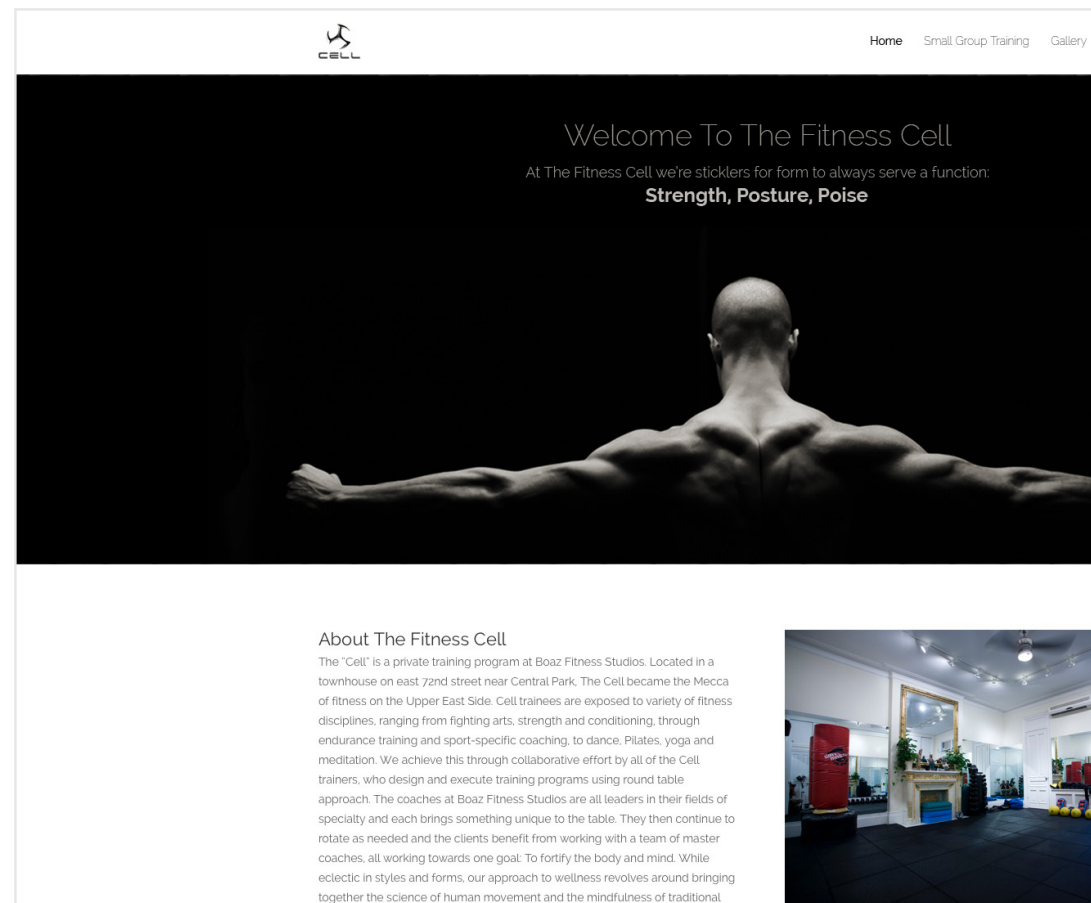 CELL
Home
Small Group Training
Gallery
Welcome To The Fitness Cell
At The Fitness Cell we're sticklers for form to always serve a function:
Strength, Posture, Poise
About The Fitness Cell
The "Cell" is a private training program at Boaz Fitness Studios. Located in a
townhouse on east 72nd street near Central Park, The Cell became the Mecca
of fitness on the Upper East Side. Cell trainees are exposed to variety of fitness
disciplines, ranging from fighting arts, strength and conditioning, through
endurance training and sport-specific coaching, to dance, Pilates, yoga and
meditation. We achieve this through collaborative effort by all of the Cell
trainers, who design and execute training programs using round table
approach. The coaches at Boaz Fitness Studios are all leaders in their fields of
specialty and each brings something unique to the table. They then continue to
rotate as needed and the clients benefit from working with a team of master
coaches, all working towards one goal: To fortify the body and mind. While
eclectic in styles and forms, our approach to wellness revolves around bringing
together the science of human movement and the mindfulness of traditional